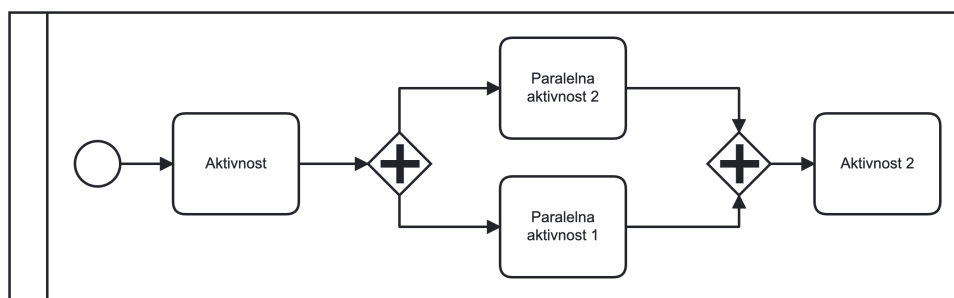 Paralelna
aktivnost 2
Aktivnost
Aktivnost 2
Paralelna
aktivnost 1